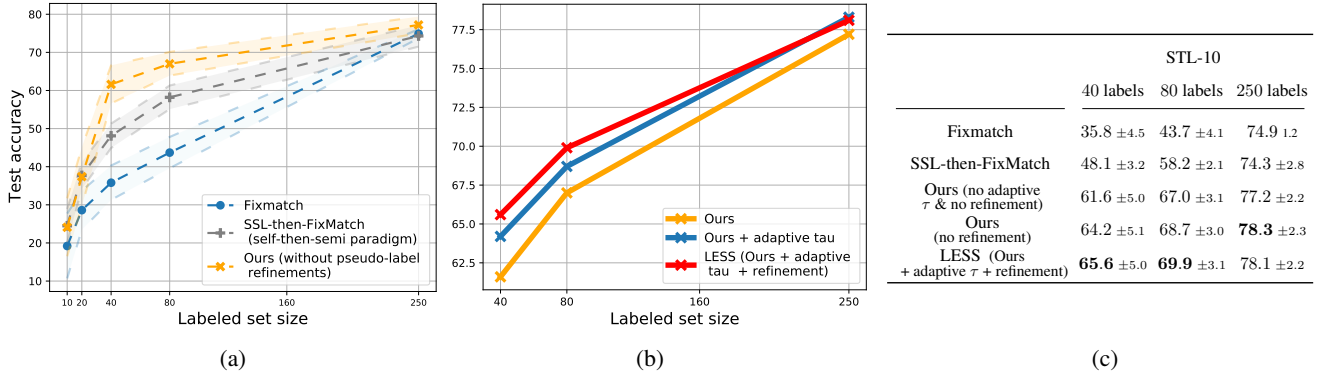 80
70
60
50
40
30
20
10
Test accuracy
10 20 40 80 160 250
Labeled set size
Fixmatch
SSL-then-FixMatch
(self-then-semi paradigm)
Ours (without pseudo-label
refinements)
(a)
77.5
75.0
72.5
70.0
67.5
65.0
62.5
40 80 160 250
Labeled set size
Ours
Ours + adaptive tau
LESS (Ours + adaptive
tau + refinement)
(b)
STL-10
40 labels 80 labels 250 labels
Fixmatch 35.8 ±4.5 43.7 ±4.1 74.9 1.2
SSL-then-FixMatch 48.1 ±3.2 58.2 ±2.1 74.3 ±2.8
Ours (no adaptive
τ & no refinement) 61.6 ±5.0 67.0 ±3.1 77.2 ±2.2
Ours
(no refinement) 64.2 ±5.1 68.7 ±3.0 78.3 ±2.3
LESS (Ours
+ adaptive τ + refinement) 65.6 ±5.0 69.9 ±3.1 78.1 ±2.2
(c)